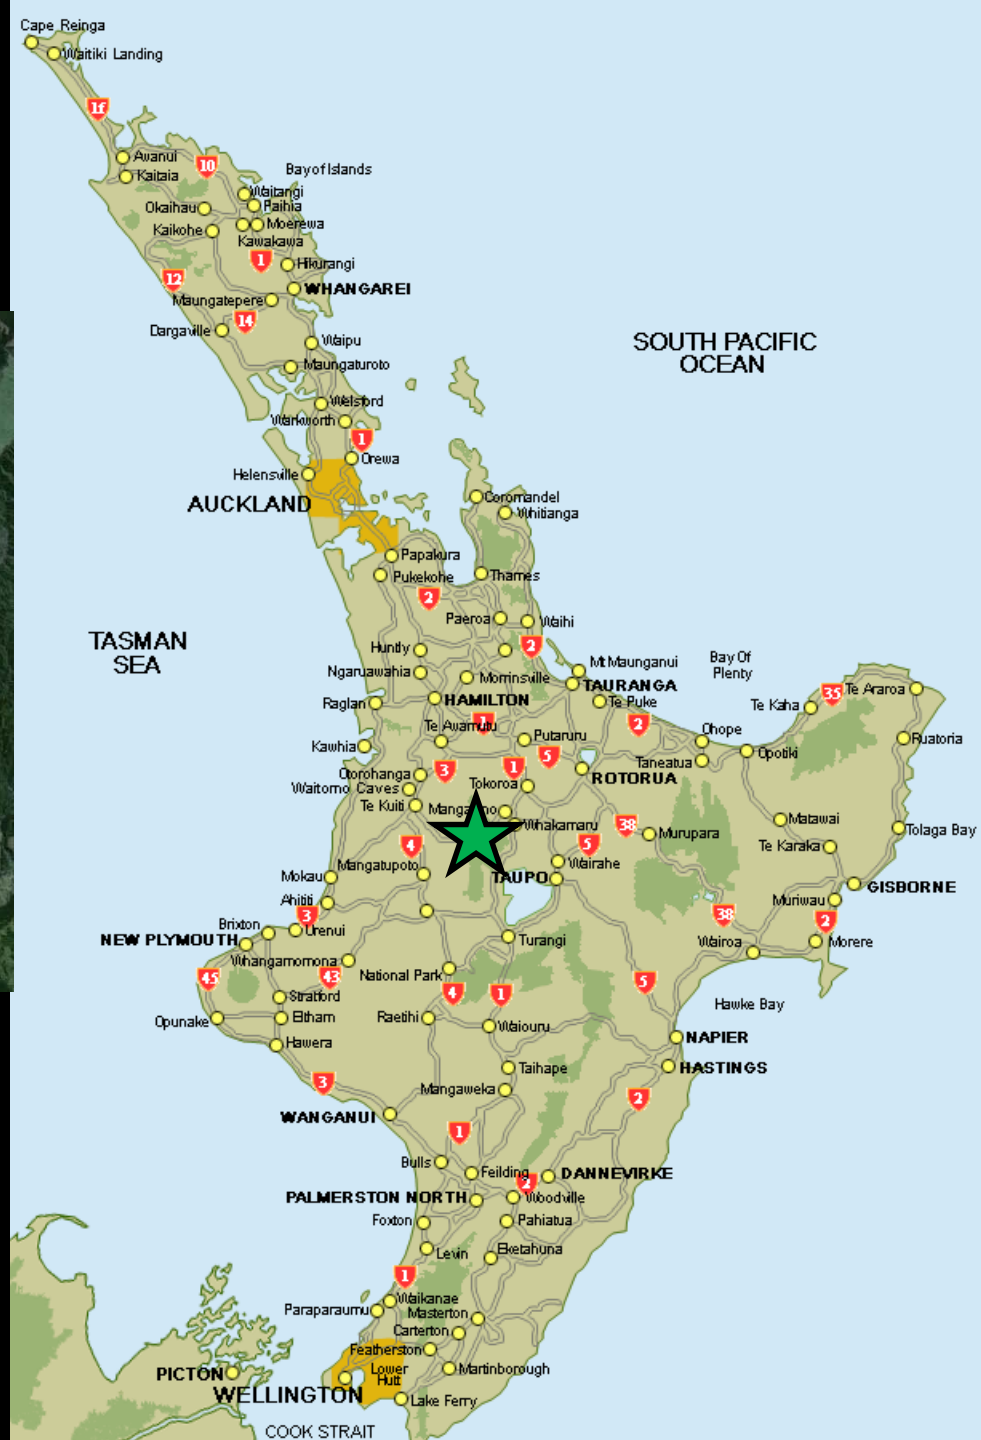 Cape Reinga
Waitiki Landing
1f
Awanui
10
Kaitaia
Bay of Islands
Waitangi
Okaihau
Paihia
Kaikohe
Moerewa
Kawakawa
1
Hikurangi
12
WHANGAREI
Maungatepere
14
Dargaville
Waipu
SOUTH PACIFIC
OCEAN
Maungaturoto
Welsford
Warkworth
1
Orewa
Helensville
AUCKLAND
Coromandel
Whitianga
Papakura
Pukekohe
Thames
2
Paeroa
Waihi
TASMAN
SEA
Huntly
2
Ngaruawahia
Mt Maunganui
Bay Of
Plenty
Morrinsville
TAURANGA
35
Te Araroa
Raglan
HAMILTON
Te Puke
Te Kaha
1
2
Te Awamutu
Ohope
Kawhia
Putaruru
Ruatoria
5
Opotiki
Taneatua
Otorohanga
3
1
ROTORUA
Waitomo Caves
Tokoroa
Te Kuiti
Whakamaru
38
Murupara
Matawai
Tolaga Bay
4
5
Te Karaka
Mangatupoto
Wairahe
Mokau
TAUPO
GISBORNE
Ahititi
Muriwau
3
38
2
Brixton
Urenui
NEW PLYMOUTH
Turangi
Wairoa
Morere
Whangamomona
45
43
National Park
5
Stratford
4
1
Hawke Bay
Opunake
Eltham
Raetihi
Waiouru
Hawera
NAPIER
Taihape
HASTINGS
3
Mangaweka
2
WANGANUI
1
Bulls
Feilding
DANNEVIRKE
2
PALMERSTON NORTH
Woodville
Foxton
Pahiatua
Levin
Eketahuna
1
Waikanae
Paraparaumu
Masterton
Carterton
Featherston
Lower
Hutt
Martinborough
PICTON
WELLINGTON
Lake Ferry
COOK STRAIT